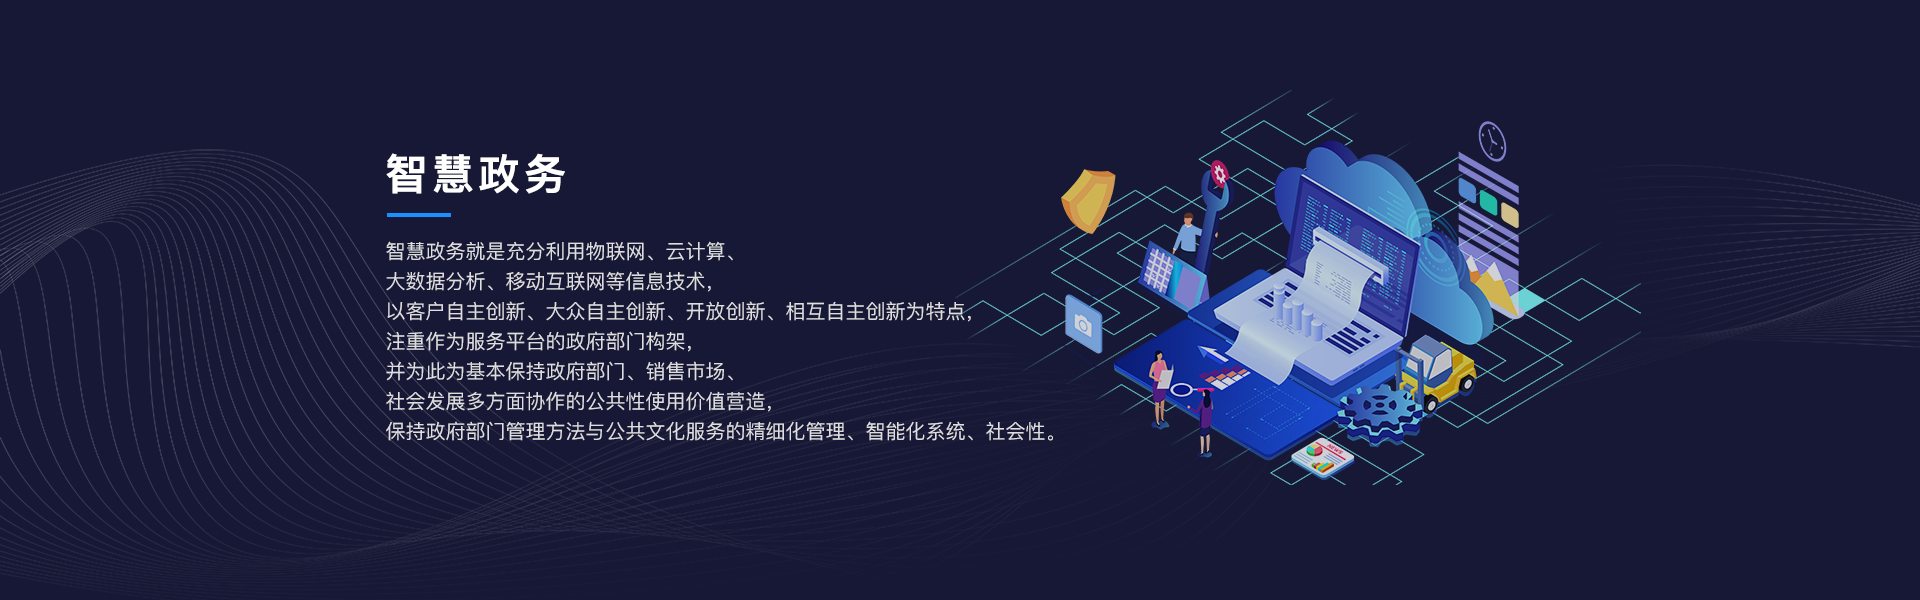 智慧政务
智慧政务就是充分利用物联网、云计算、
大数据分析、移动互联网等信息技术，
以客户自主创新、大众自主创新、开放创新、相互自主创新为特点，
注重作为服务平台的政府部门构架，
并为此为基本保持政府部门、销售市场、
社会发展多方面协作的公共性使用价值营造，
保持政府部门管理方法与公共文化服务的精细化管理、智能化系统、社会性。
NEWS